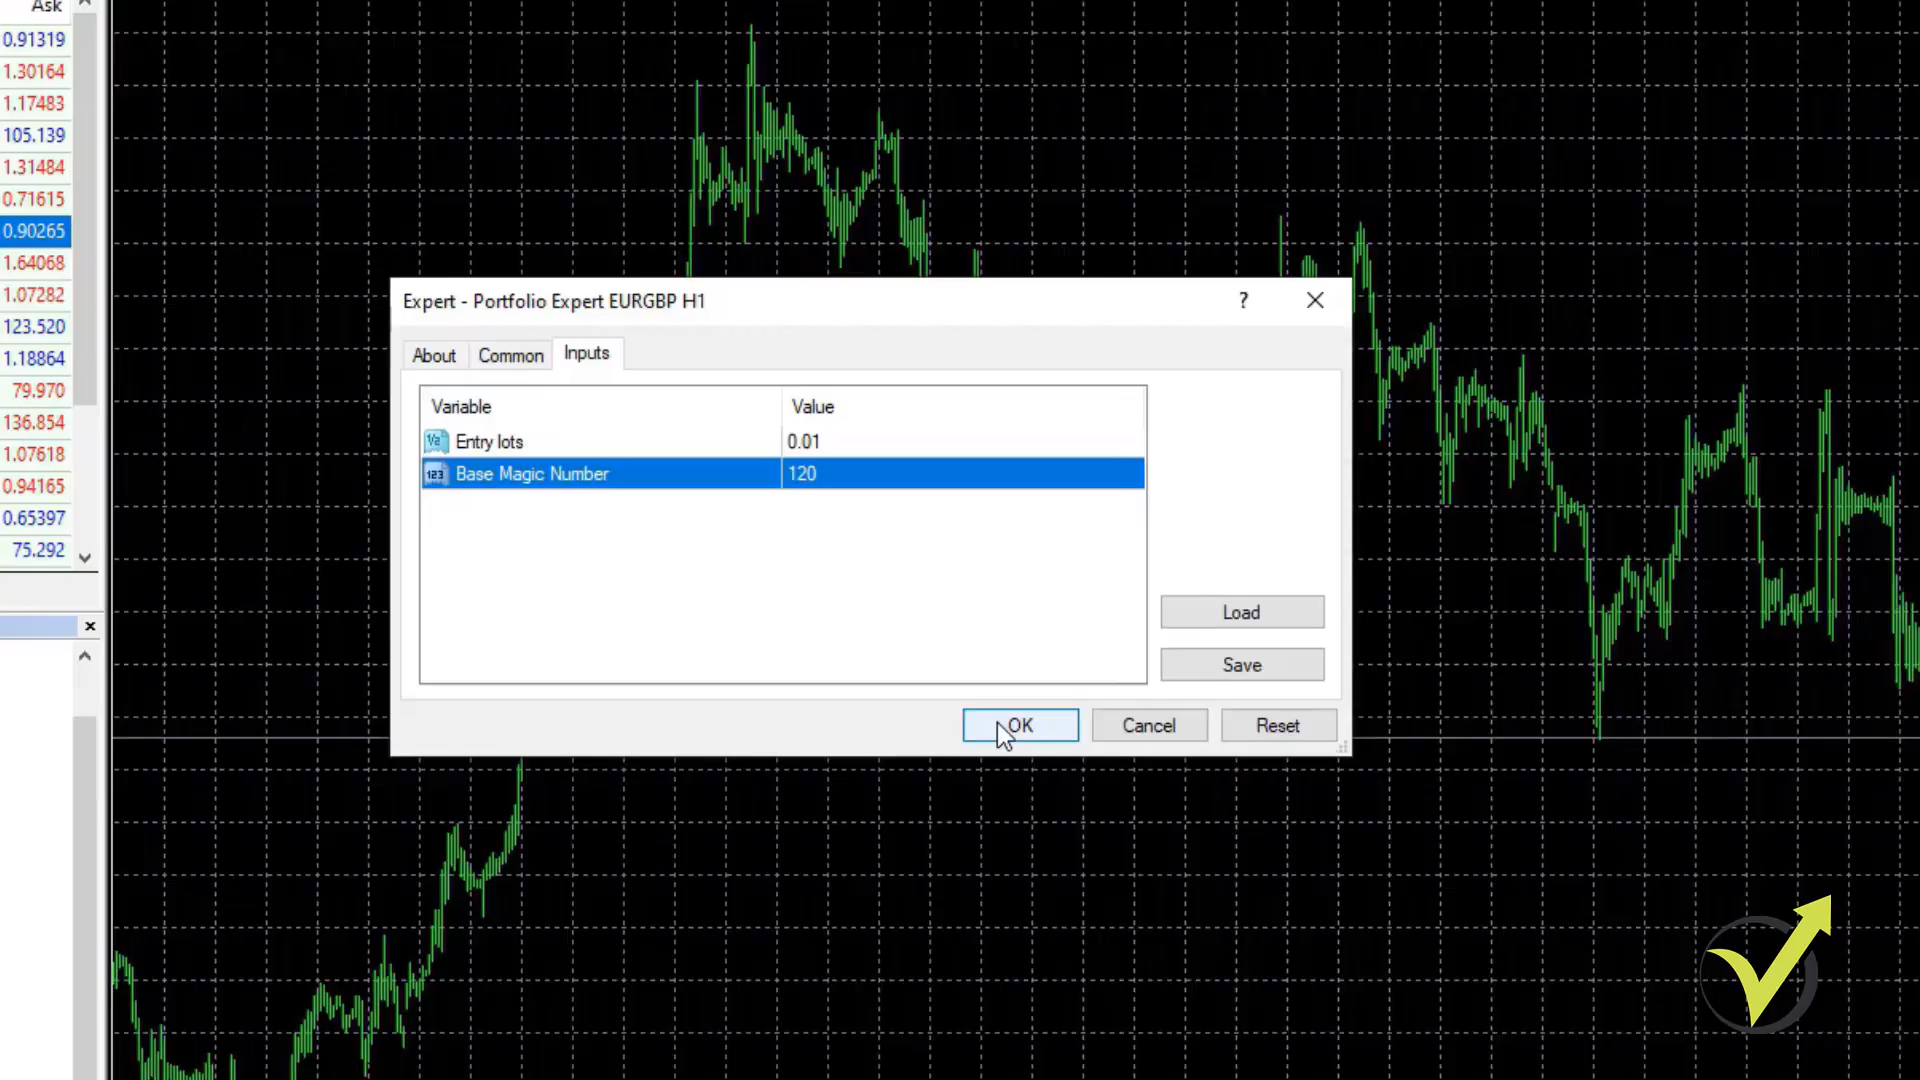 Ask
0.91319
1.30164
1.17483
105.139
1.31484
0.71615
0.90265
1.64068
1.07282
123.520
1.18864
79.970
136.854
1.07618
0.94165
0.65397
75.292
Expert - Portfolio Expert EURGBP H1
?
About Common Inputs
Variable Value
Entry lots 0.01
Base Magic Number 120
Load
Save
OK Cancel Reset